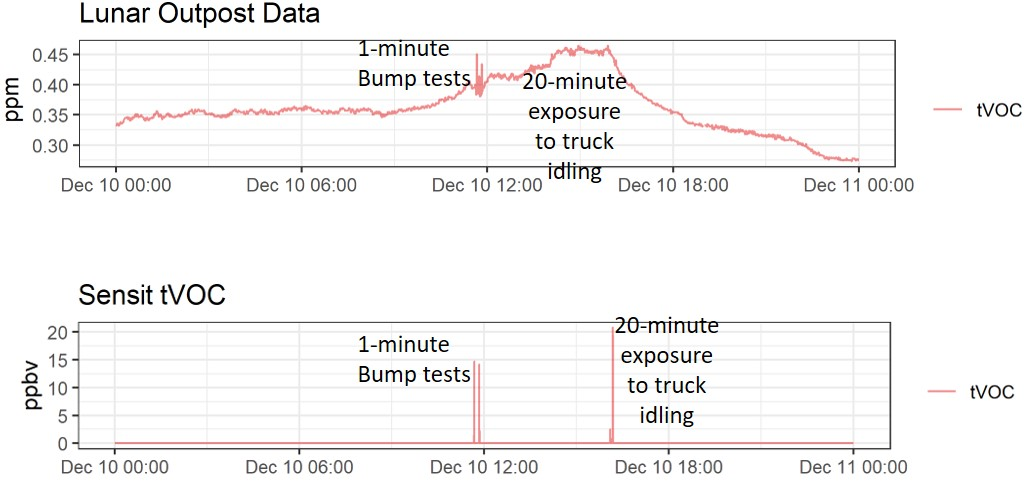 Lunar Outpost Data
ppm
0.45
0.40
0.35
0.30
1-minute
Bump tests
20-minute
exposure
to truck
idling
tVOC
Dec 10 00:00 Dec 10 06:00 Dec 10 12:00 Dec 10 18:00 Dec 11 00:00
Sensit tVOC
ppbv
20
15
10
5
0
1-minute
Bump tests
20-minute
exposure
to truck
idling
tVOC
Dec 10 00:00 Dec 10 06:00 Dec 10 12:00 Dec 10 18:00 Dec 11 00:00